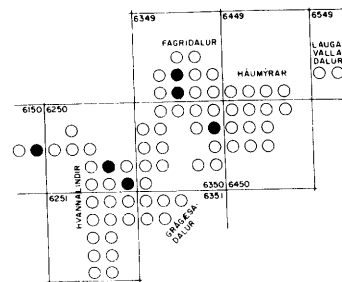 6349
6449
6549
FAGRIDALUR
HÁUMÝRAR
LAUGA
VALLA
DALUR
6150
6250
6350
6450
6251
6351
HVANNALINDIR
GRÁGÆSA-
DALUR